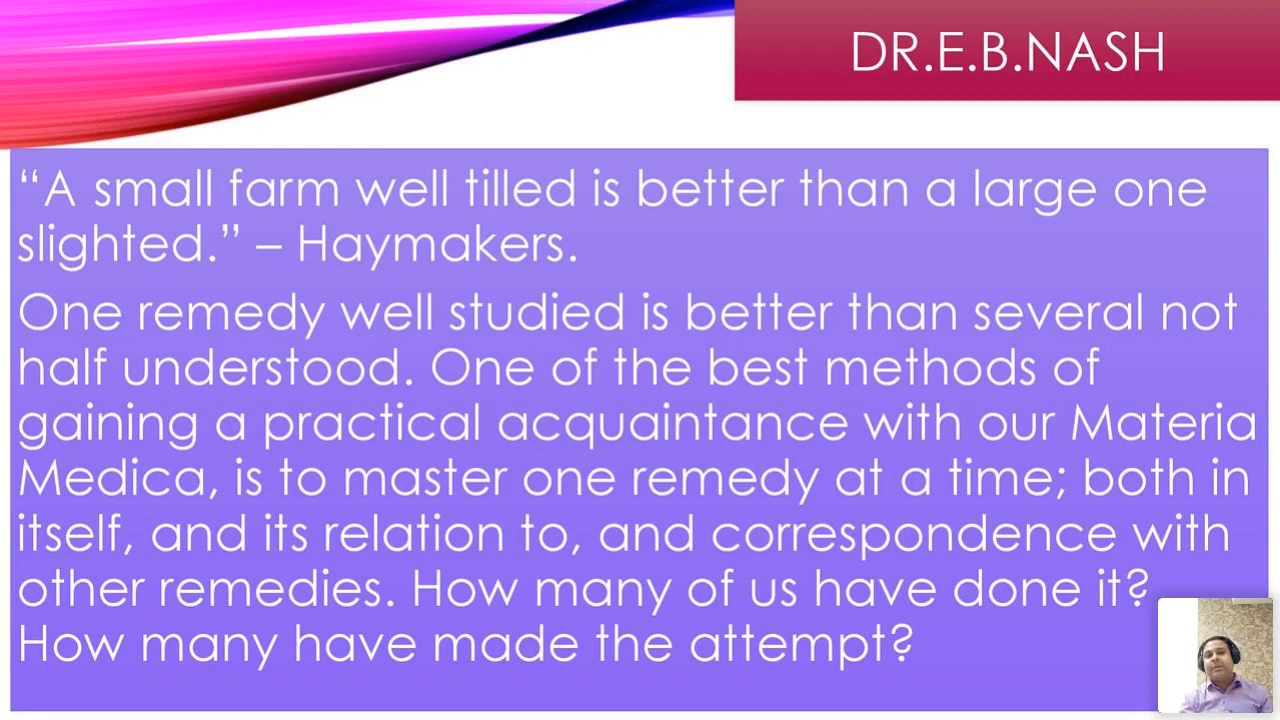 DR.E.B.NASH
“A small farm well tilled is better than a large one
slighted.” – Haymakers.
One remedy well studied is better than several not
half understood. One of the best methods of
gaining a practical acquaintance with our Materia
Medica, is to master one remedy at a time; both in
itself, and its relation to, and correspondence with
other remedies. How many of us have done it?
How many have made the attempt?